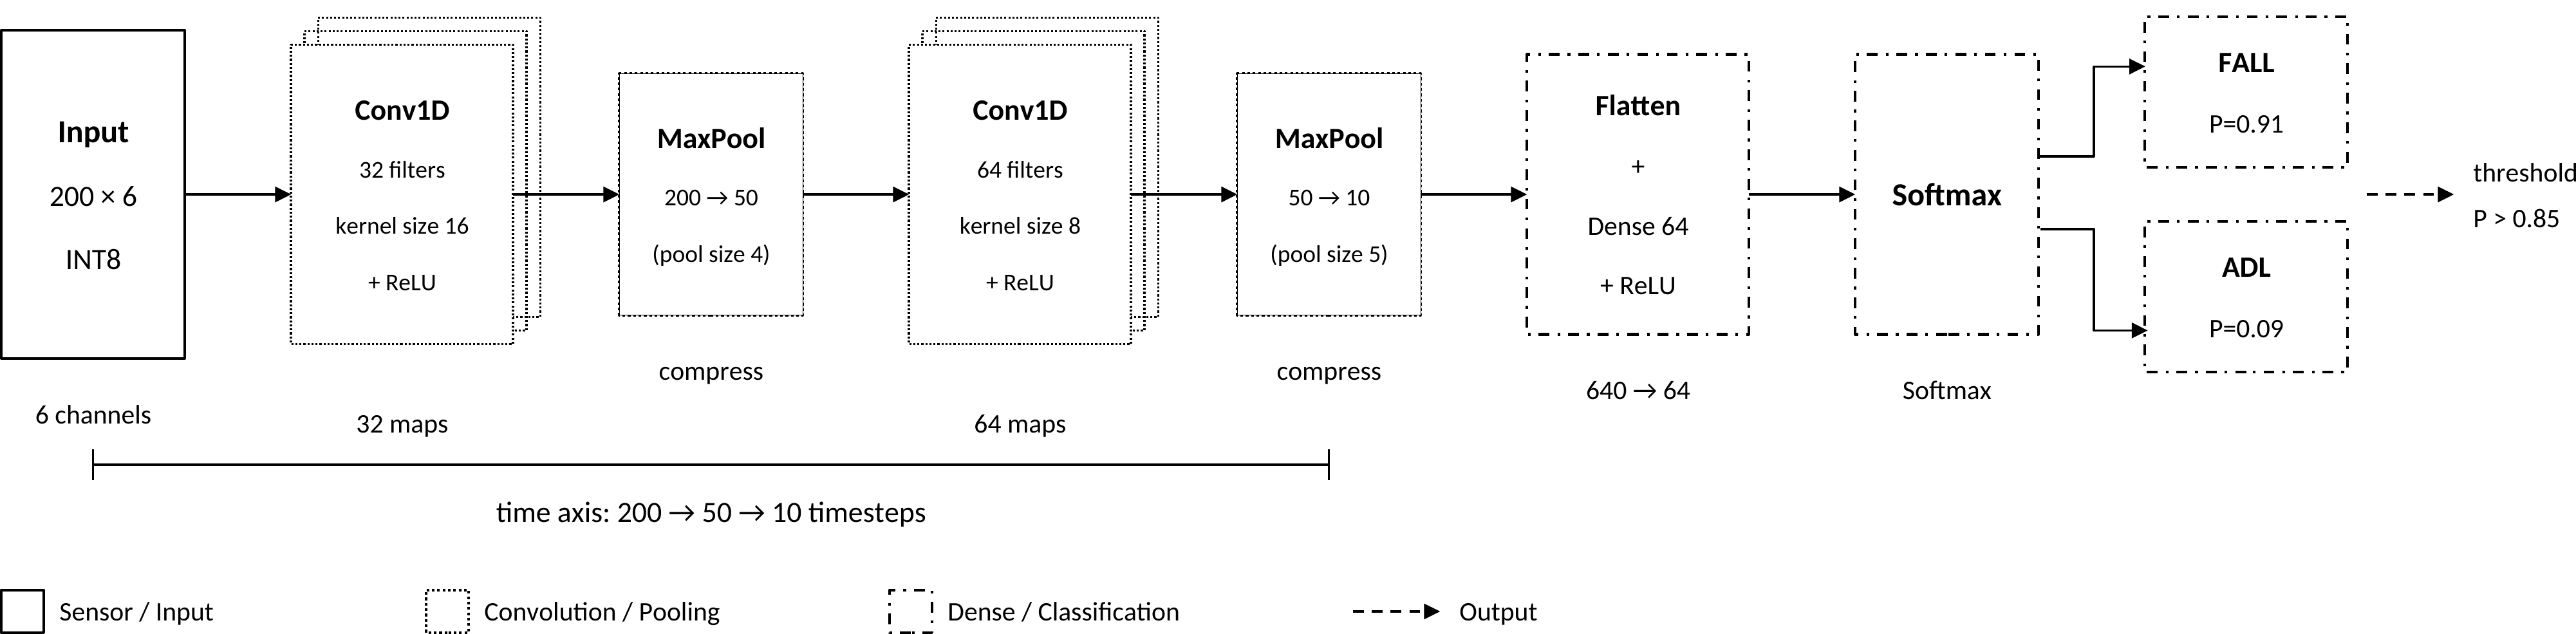 Input
200 × 6
INT8
6 channels
Conv1D
32 filters
kernel size 16
+ ReLU
32 maps
MaxPool
200 → 50
(pool size 4)
compress
Conv1D
64 filters
kernel size 8
+ ReLU
64 maps
MaxPool
50 → 10
(pool size 5)
compress
Flatten
+
Dense 64
+ ReLU
640 → 64
Softmax
Softmax
FALL
P=0.91
ADL
P=0.09
threshold
P > 0.85
time axis: 200 → 50 → 10 timesteps
Sensor / Input
Convolution / Pooling
Dense / Classification
Output